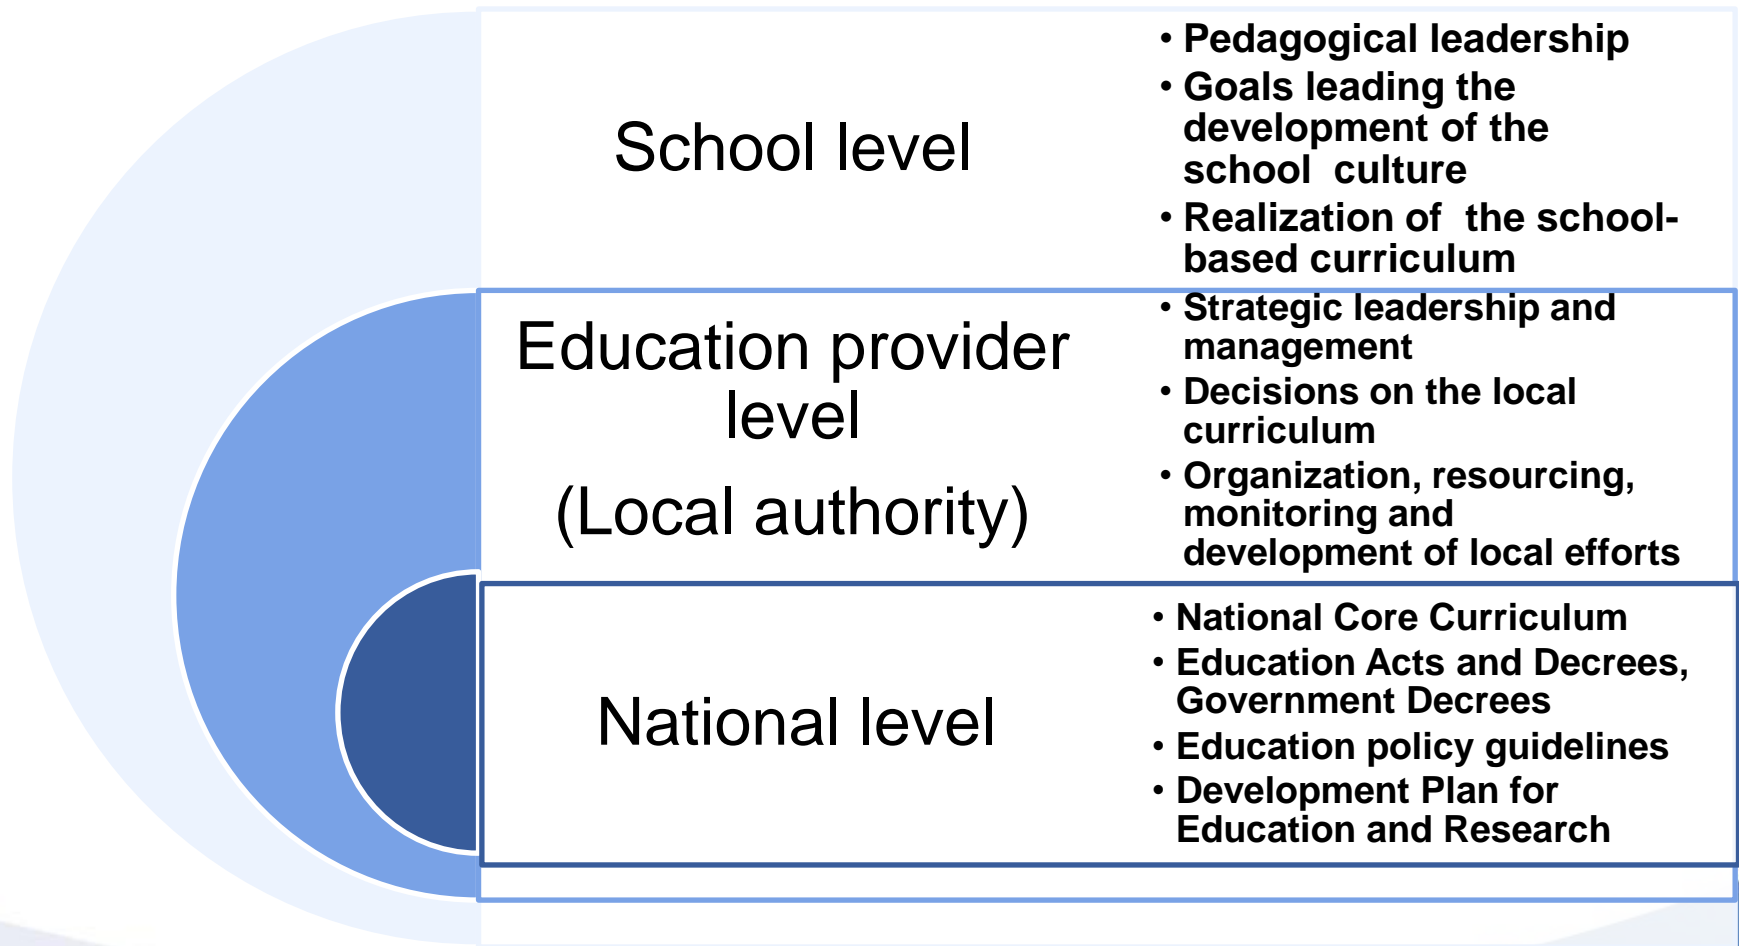 School level
• Pedagogical leadership
• Goals leading the
development of the
school culture
• Realization of the school-
based curriculum
Education provider
level
(Local authority)
• Strategic leadership and
management
• Decisions on the local
curriculum
• Organization, resourcing,
monitoring and
development of local efforts
National level
• National Core Curriculum
• Education Acts and Decrees,
Government Decrees
• Education policy guidelines
• Development Plan for
Education and Research